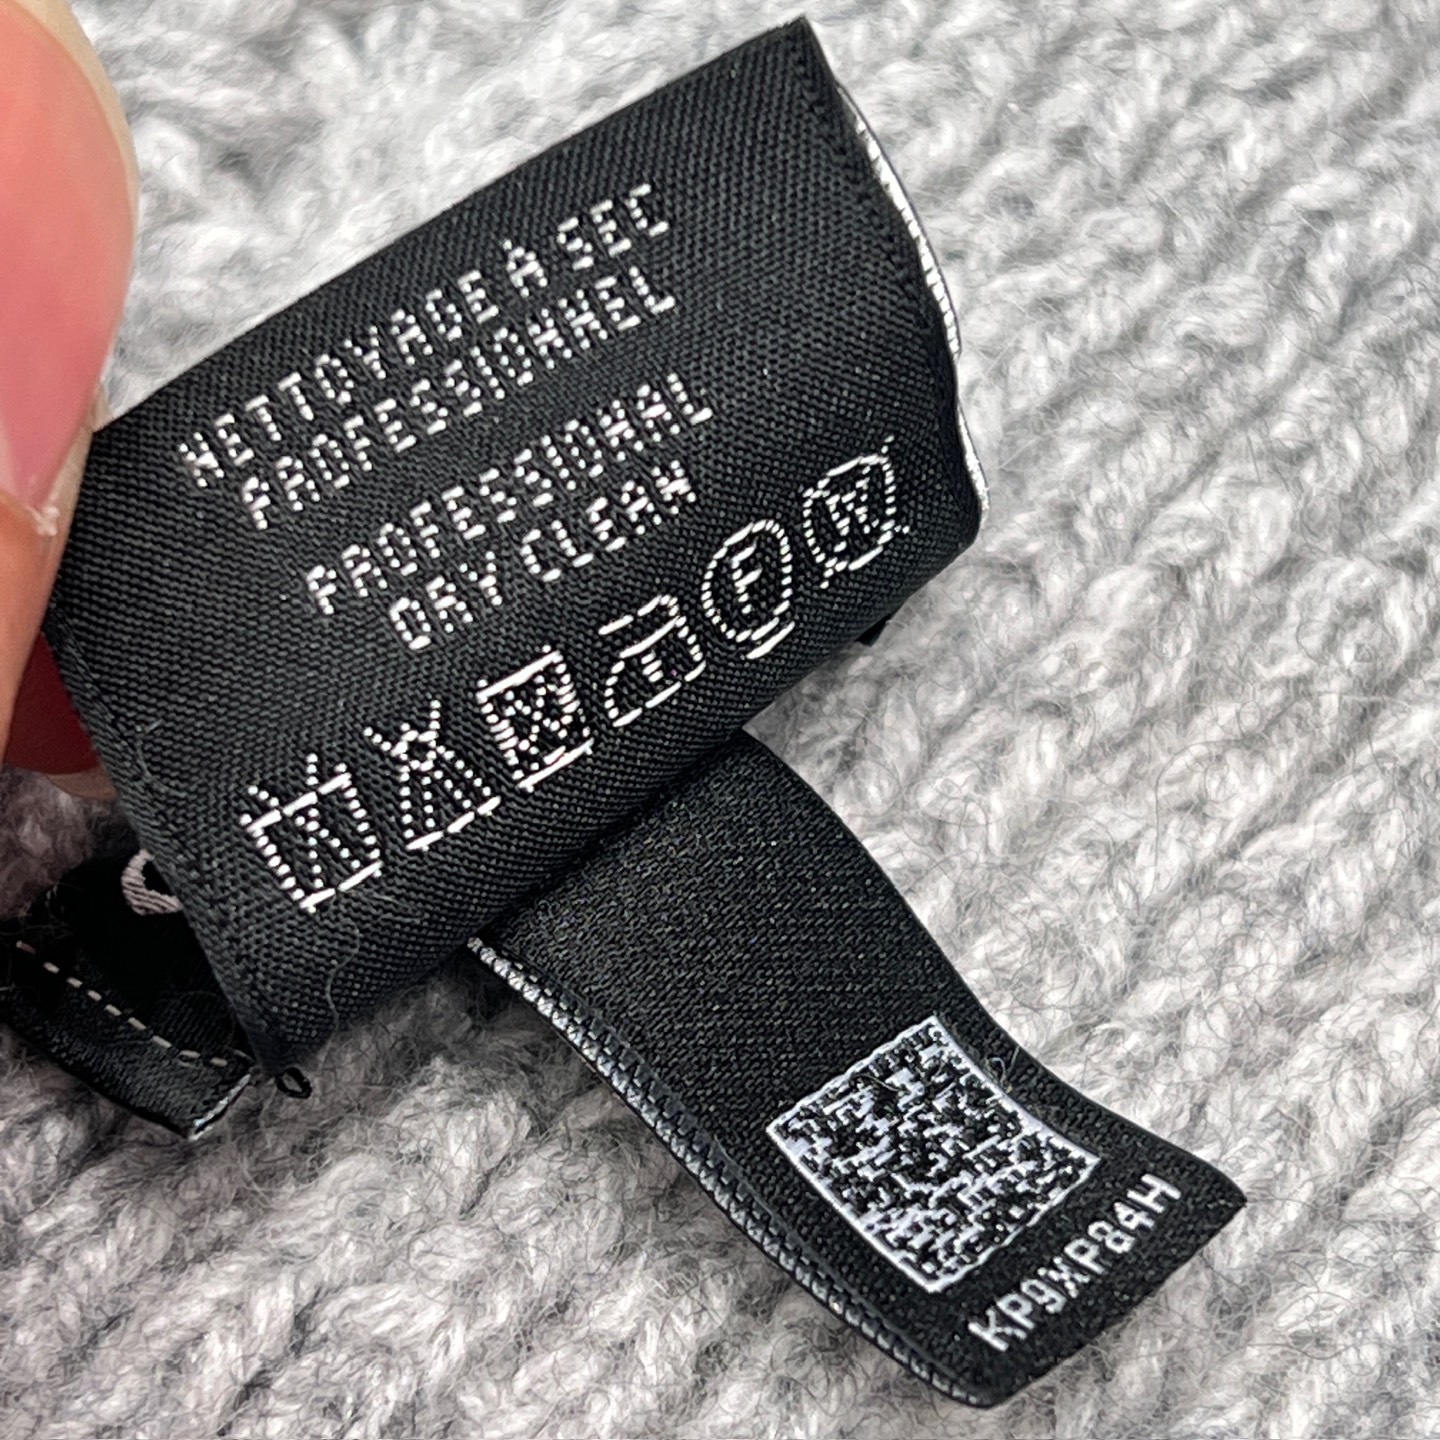 NETTOYAGE À SEC
PROFESSIONNEL
PROFESSIONAL
DRY CLEAN
F
W
KP9XP84H